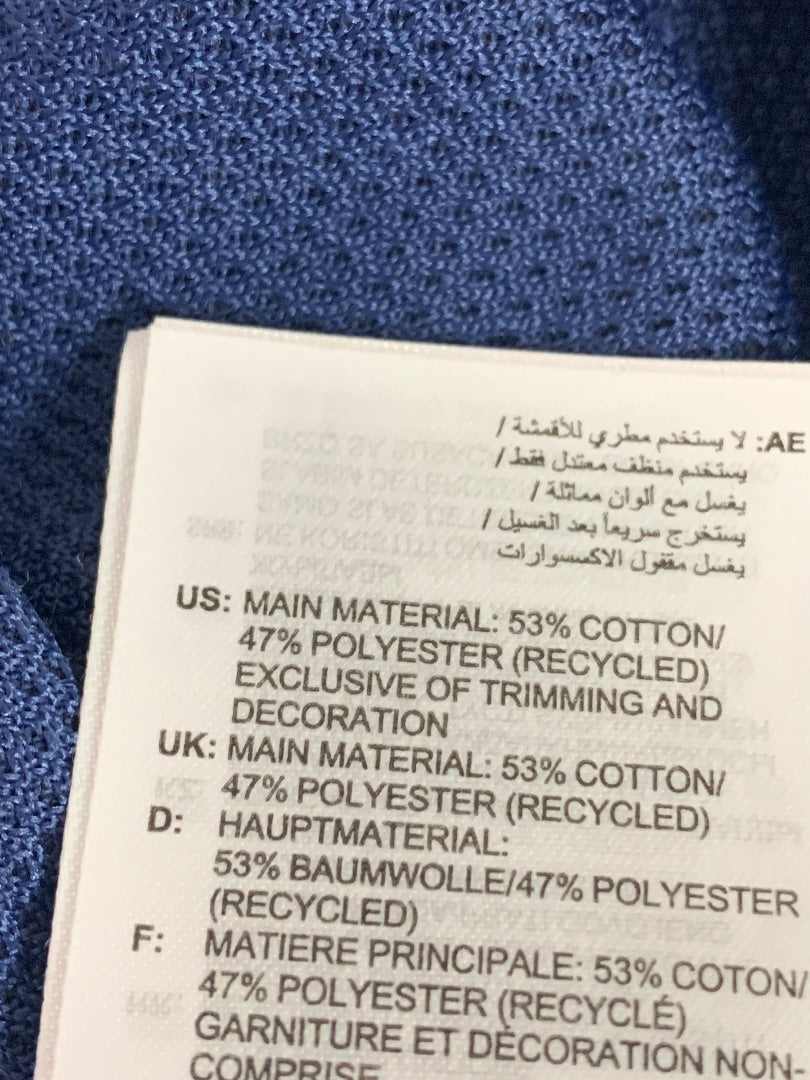 AE: لا يستخدم مطري للأقمشة /
يستخدم منظف معتدل فقط /
يغسل مع ألوان مماثلة /
يستخرج سريعاً بعد الغسيل /
يغسل مقفول الاكسسوارات
US: MAIN MATERIAL: 53% COTTON/
47% POLYESTER (RECYCLED)
EXCLUSIVE OF TRIMMING AND
DECORATION
UK: MAIN MATERIAL: 53% COTTON/
47% POLYESTER (RECYCLED)
D: HAUPTMATERIAL:
53% BAUMWOLLE/47% POLYESTER
(RECYCLED)
F: MATIERE PRINCIPALE: 53% COTON/
47% POLYESTER (RECYCLÉ)
GARNITURE ET DÉCORATION NON-
COMPRISE